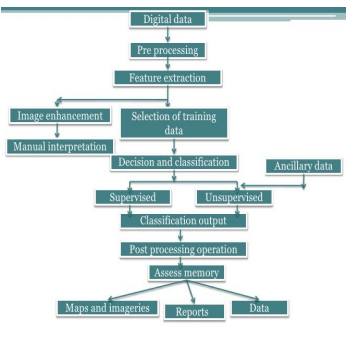 Digital data
Pre processing
Feature extraction
Image enhancement
Selection of training
data
Manual interpretation
Decision and classification
Ancillary data
Supervised
Unsupervised
Classification output
Post processing operation
Assess memory
Maps and imageries
Reports
Data